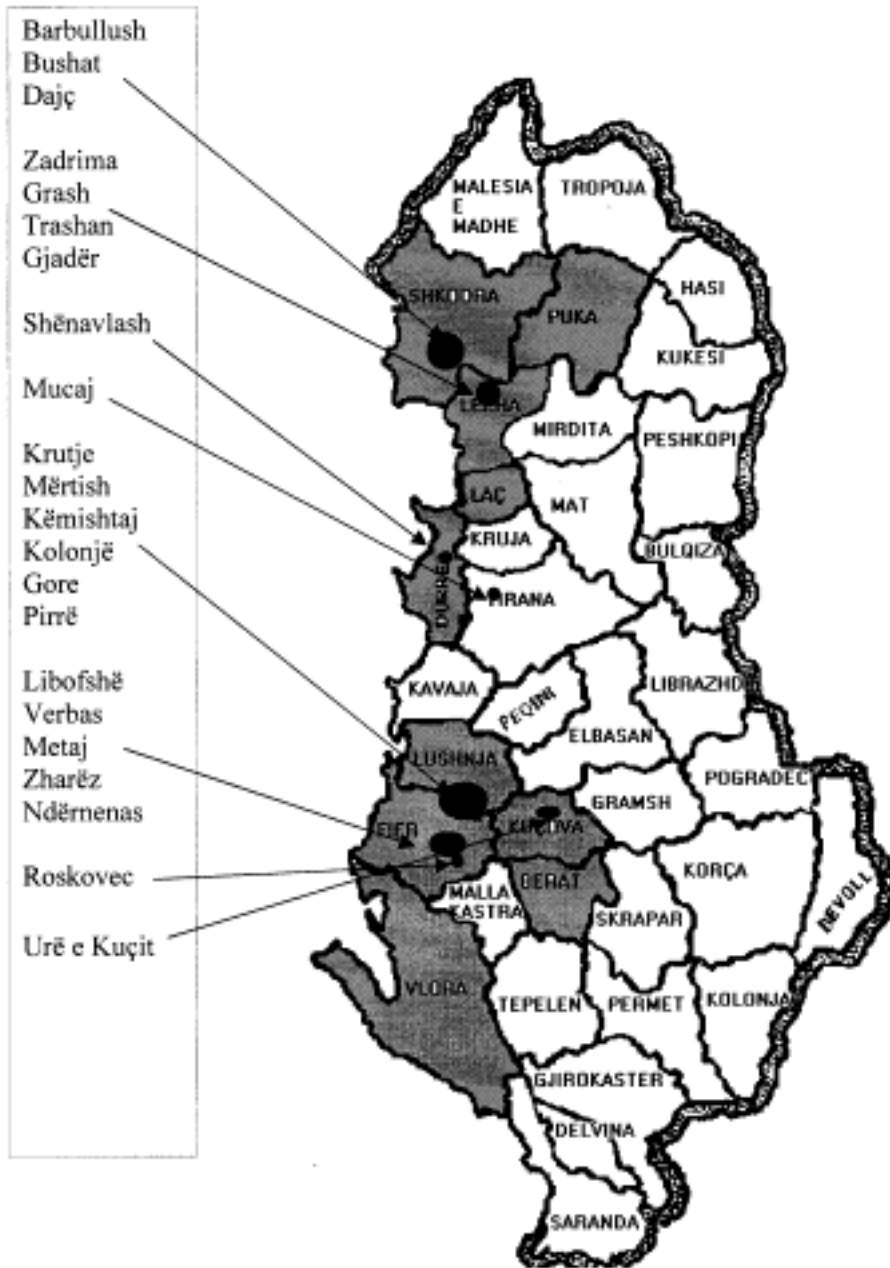 Barbullush
Bushat
Dajç
Zadrima
Grash
Trashan
Gjadër
Shënavlash
Mucaj
Krutje
Mërtish
Këmishtaj
Kolonjë
Gore
Pirrë
Libofshë
Verbas
Metaj
Zharëz
Ndërnenas
Roskovec
Urë e Kuçit
MALESIA
E
MADHE
TROPOJA
SHKODRA
PUKA
HASI
KUKESI
LEZHA
MIRDITA
PESHKOPI
LAÇ
MAT
KRUJA
BULQIZA
DURRE
TIRANA
KAVAJA
PEQINI
LIBRAZHD
ELBASAN
LUSHNJA
POGRADEC
GRAMSH
FIER
KUÇOVA
KORÇA
DEVOLL
BERAT
MALLA
KASTRA
SKRAPAR
VLORA
TEPELEN
PERMET
KOLONJA
GJIROKASTER
DELVINA
SARANDA